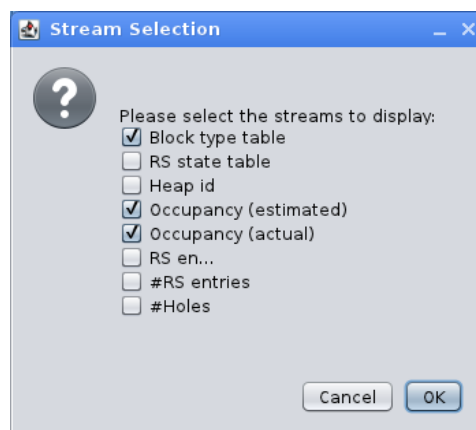 Stream Selection
Please select the streams to display:
Block type table
RS state table
Heap id
Occupancy (estimated)
Occupancy (actual)
RS en...
#RS entries
#Holes
Cancel OK